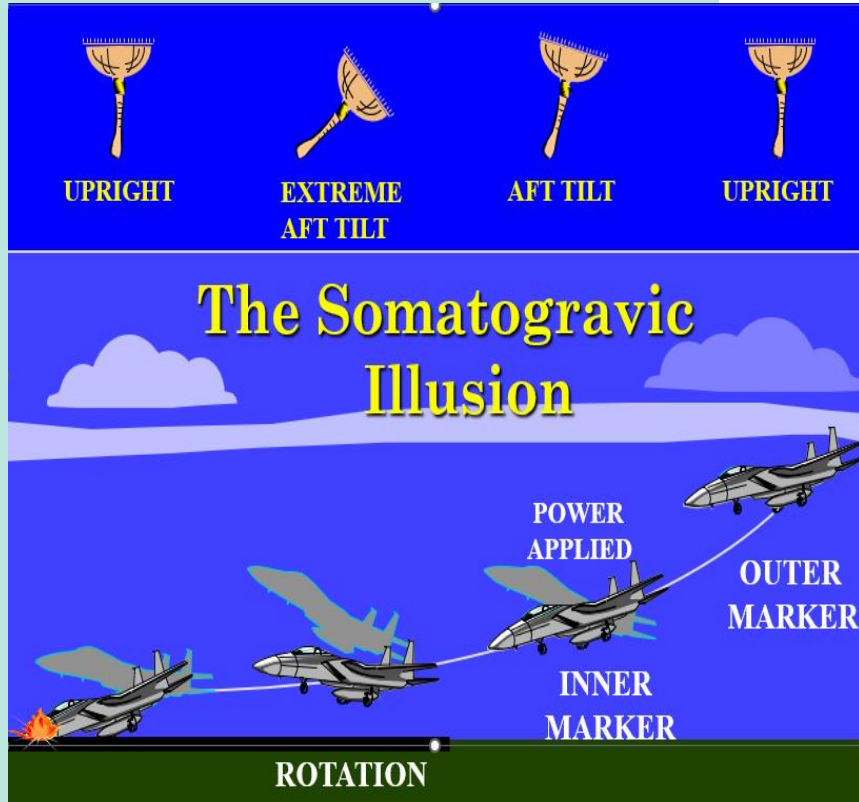 UPRIGHT
EXTREME
AFT TILT
AFT TILT
UPRIGHT
The Somatogravic
Illusion
POWER
APPLIED
OUTER
MARKER
INNER
MARKER
ROTATION